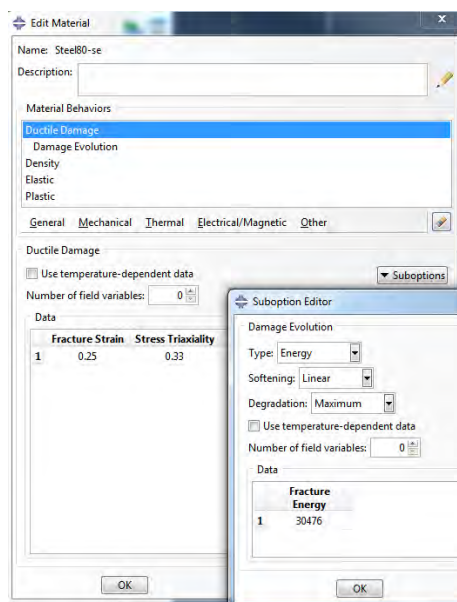 Edit Material
x
Name: Steel80-se
Description:
Material Behaviors
Ductile Damage
Damage Evolution
Density
Elastic
Plastic
General Mechanical Thermal Electrical/Magnetic Other
Ductile Damage
Use temperature-dependent data
Suboptions
Number of field variables: 0
Data
Fracture Strain Stress Triaxiality
1 0.25 0.33
OK
Suboption Editor
Damage Evolution
Type: Energy
Softening: Linear
Degradation: Maximum
Use temperature-dependent data
Number of field variables: 0
Data
Fracture
Energy
1 30476
OK